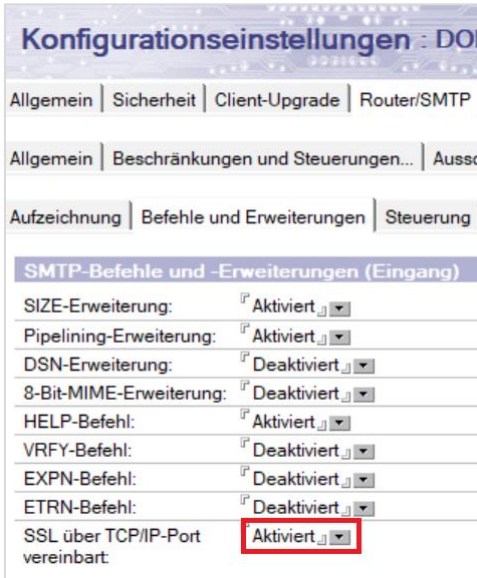 Konfigurationseinstellungen : DO
Allgemein Sicherheit Client-Upgrade Router/SMTP
Allgemein Beschränkungen und Steuerungen...
Aufzeichnung Befehle und Erweiterungen Steuerung
SMTP-Befehle und -Erweiterungen (Eingang)
SIZE-Erweiterung: Aktiviert
Pipelining-Erweiterung: Aktiviert
DSN-Erweiterung: Deaktiviert
8-Bit-MIME-Erweiterung: Deaktiviert
HELP-Befehl: Aktiviert
VRFY-Befehl: Deaktiviert
EXPN-Befehl: Deaktiviert
ETRN-Befehl: Deaktiviert
SSL über TCP/IP-Port Aktiviert
vereinbart: